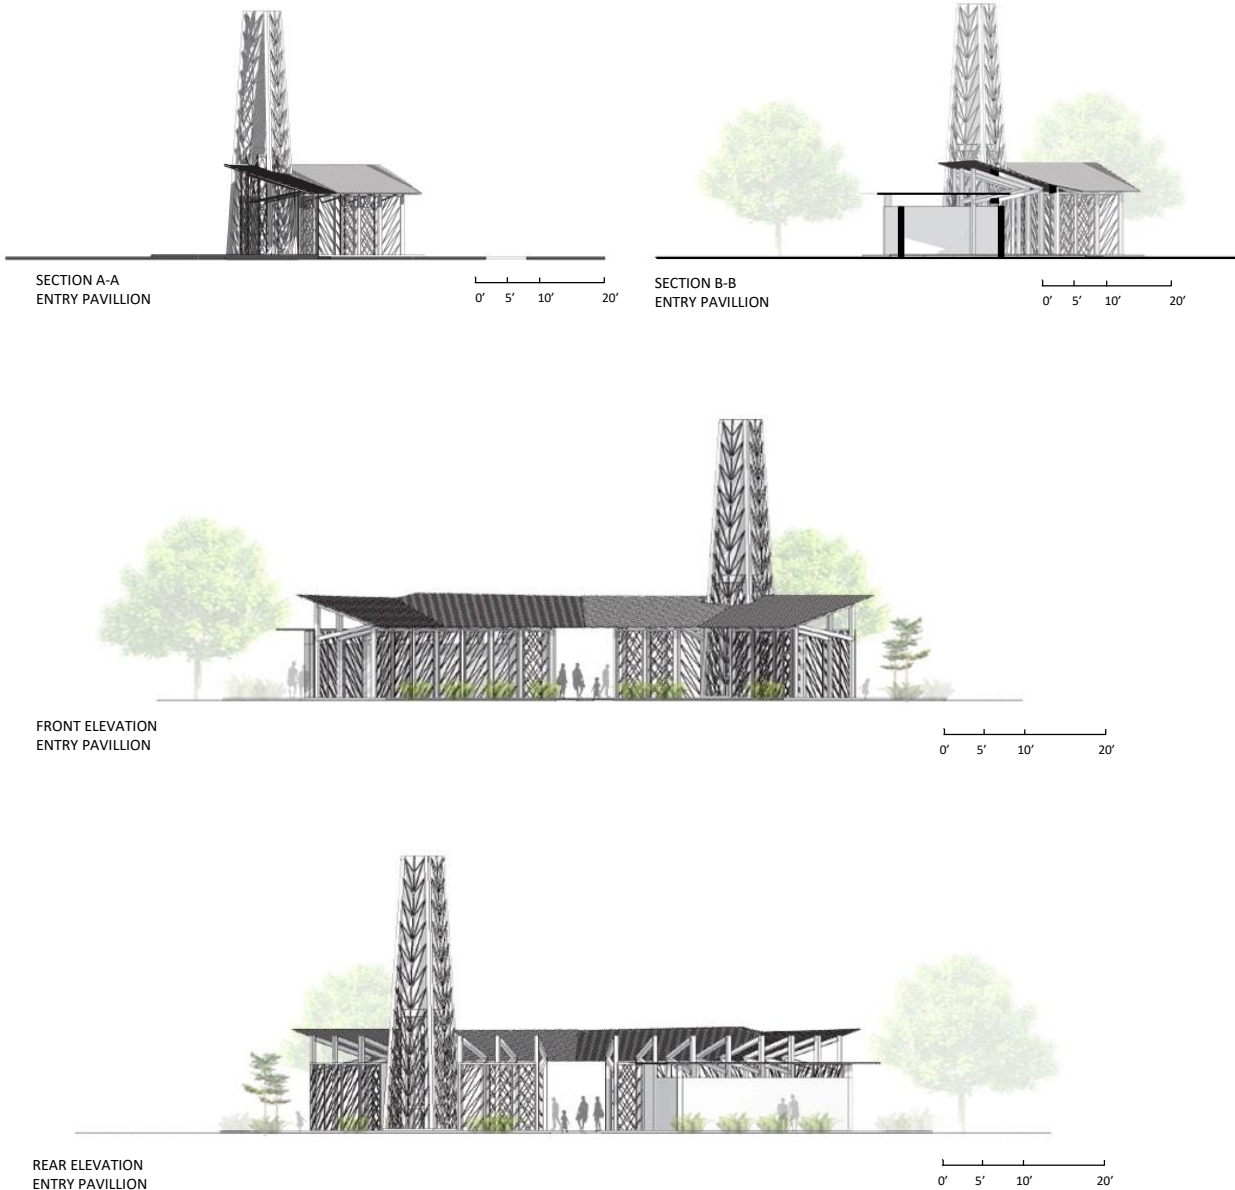 SECTION A-A
ENTRY PAVILLION
0' 5' 10' 20'
SECTION B-B
ENTRY PAVILLION
0' 5' 10' 20'
FRONT ELEVATION
ENTRY PAVILLION
0' 5' 10' 20'
REAR ELEVATION
ENTRY PAVILLION
0' 5' 10' 20'